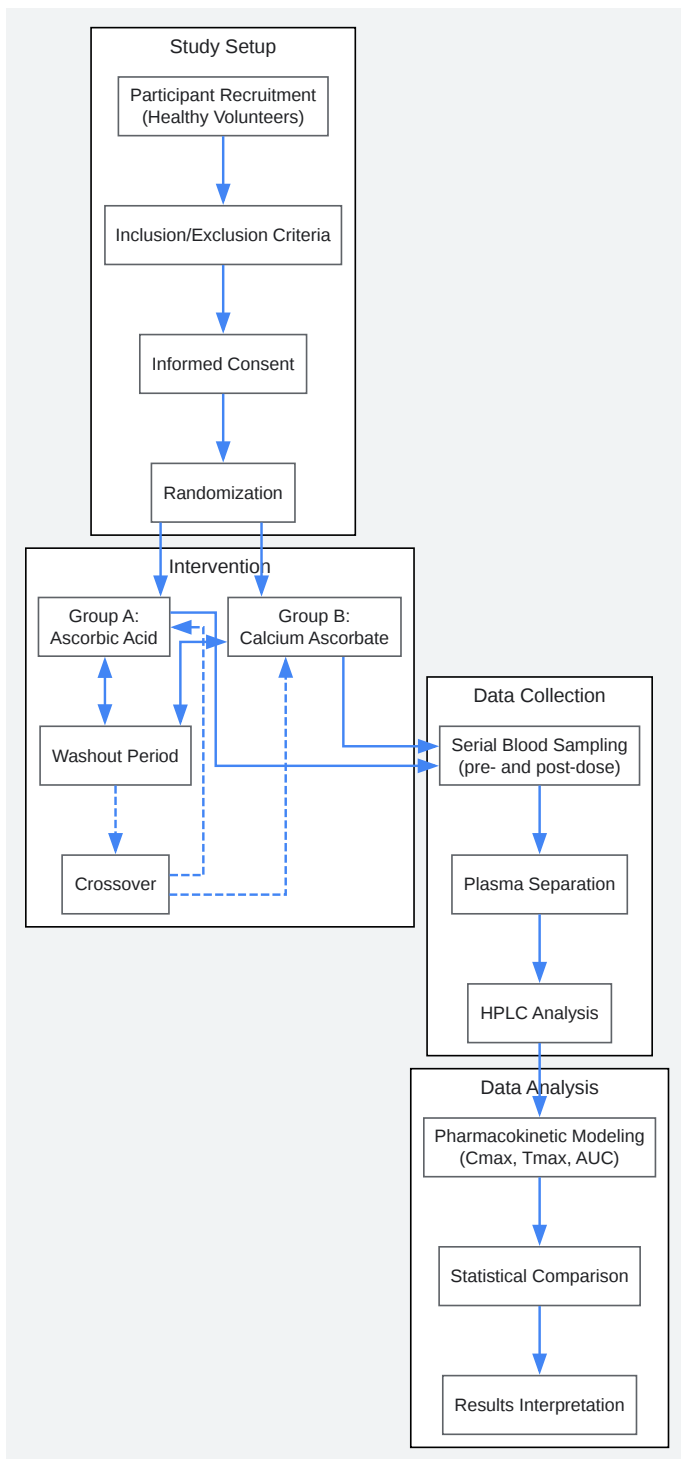 Study Setup
Participant Recruitment
(Healthy Volunteers)
Inclusion/Exclusion Criteria
Informed Consent
Randomization
Intervention
Group A:
Ascorbic Acid
Group B:
Calcium Ascorbate
Washout Period
Crossover
Data Collection
Serial Blood Sampling
(pre- and post-dose)
Plasma Separation
HPLC Analysis
Data Analysis
Pharmacokinetic Modeling
(Cmax, Tmax, AUC)
Statistical Comparison
Results Interpretation